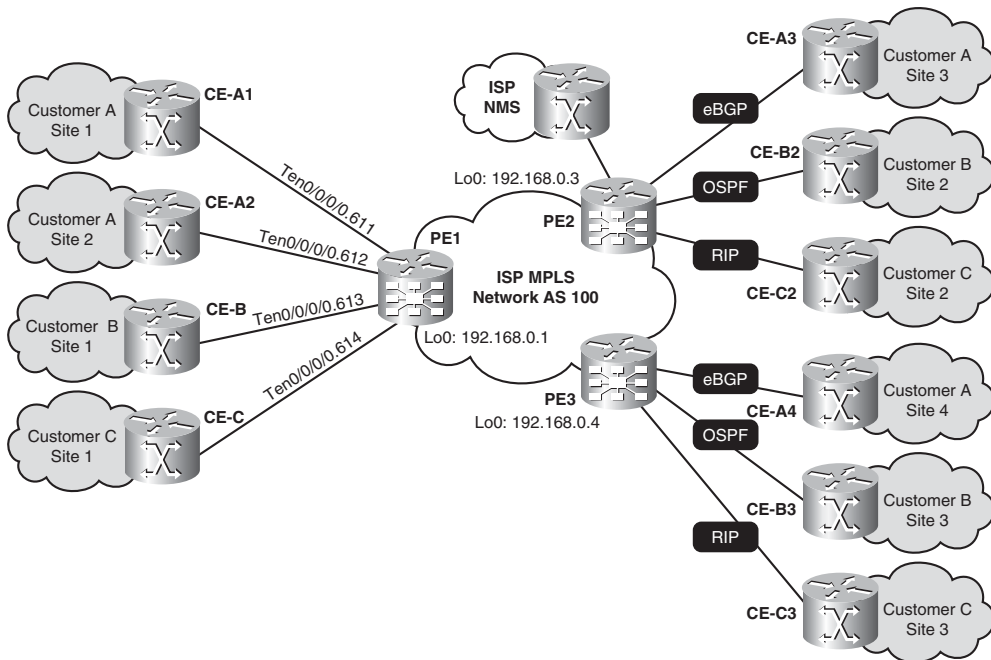 CE-A3
Customer A
Site 3
ISP
NMS
CE-A1
Customer A
Site 1
eBGP
CE-B2
Customer B
Site 2
Ten0/0/0/0.611
Lo0: 192.168.0.3
OSPF
CE-A2
Customer A
Site 2
PE1
PE2
RIP
Ten0/0/0/0.612
ISP MPLS
Network AS 100
CE-C2
Customer C
Site 2
CE-B
Customer B
Site 1
Ten0/0/0/0.613
Lo0: 192.168.0.1
Ten0/0/0/0.614
eBGP
PE3
CE-A4
Customer A
Site 4
Lo0: 192.168.0.4
CE-C
Customer C
Site 1
OSPF
CE-B3
Customer B
Site 3
RIP
CE-C3
Customer C
Site 3